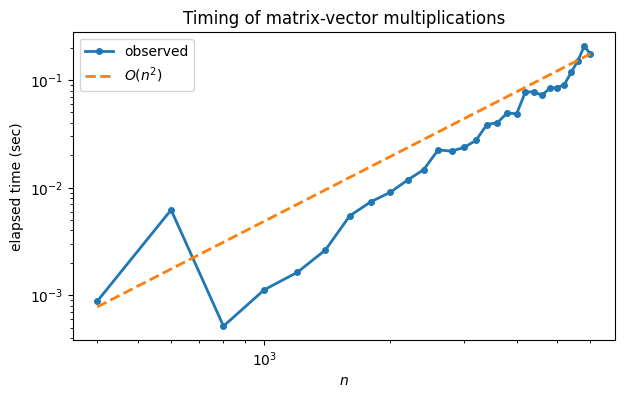 Timing of matrix-vector multiplications
observed
O(n²)
elapsed time (sec)
10⁻¹
10⁻²
10⁻³
10³
n